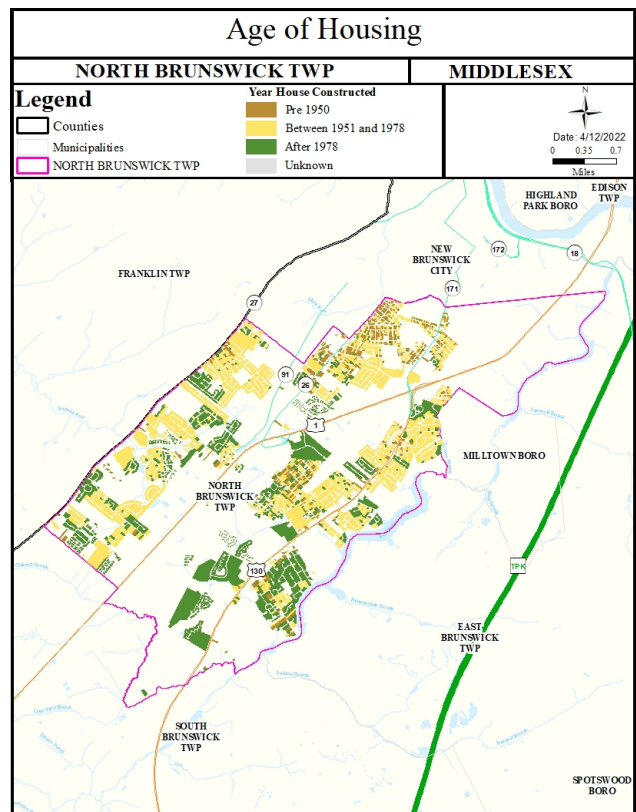 Age of Housing
NORTH BRUNSWICK TWP
MIDDLESEX
Legend
Counties
Municipalities
NORTH BRUNSWICK TWP
Year House Constructed
Pre 1950
Between 1951 and 1978
After 1978
Unknown
N
Date: 4/12/2022
0 0.35 0.7
Miles
EDISON
TWP
HIGHLAND
PARK BORO
172
18
NEW
BRUNSWICK
CITY
FRANKLIN TWP
171
27
91
26
1
MILLTOWN BORO
NORTH
BRUNSWICK
TWP
130
TPK
EAST
BRUNSWICK
TWP
SOUTH
BRUNSWICK
TWP
SPOTSWOOD
BORO